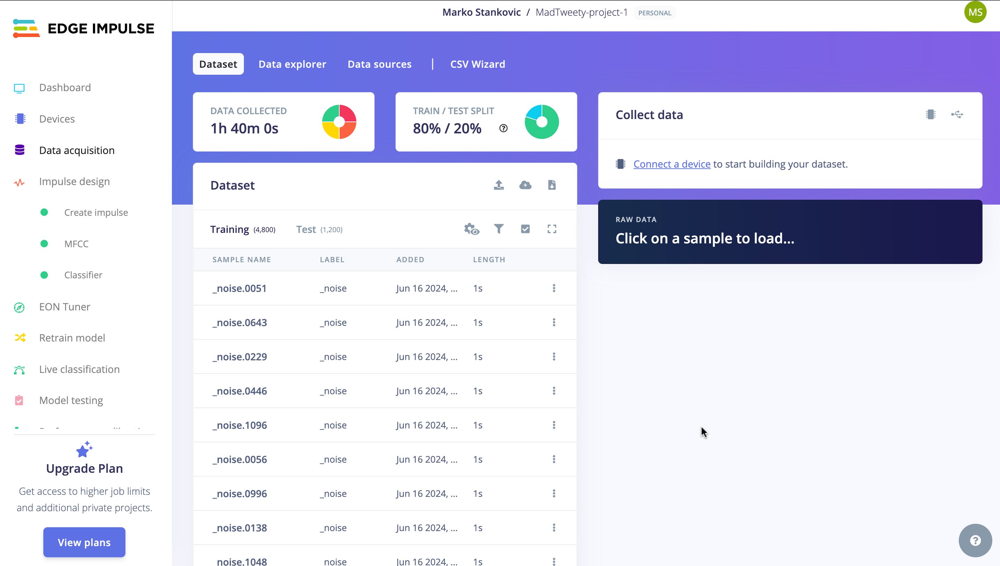 EDGE IMPULSE
Dashboard
Devices
Data acquisition
Impulse design
Create impulse
MFCC
Classifier
EON Tuner
Retrain model
Live classification
Model testing
Upgrade Plan
Get access to higher job limits
and additional private projects.
View plans
Marko Stankovic / MadTweety-project-1 PERSONAL
MS
Dataset Data explorer Data sources | CSV Wizard
DATA COLLECTED
1h 40m 0s
TRAIN / TEST SPLIT
80% / 20%
Dataset
Training (4,800) Test (1,200)
SAMPLE NAME LABEL ADDED LENGTH
_noise.0051 _noise Jun 16 2024, ... 1s
_noise.0643 _noise Jun 16 2024, ... 1s
_noise.0229 _noise Jun 16 2024, ... 1s
_noise.0446 _noise Jun 16 2024, ... 1s
_noise.1096 _noise Jun 16 2024, ... 1s
_noise.0056 _noise Jun 16 2024, ... 1s
_noise.0996 _noise Jun 16 2024, ... 1s
_noise.0138 _noise Jun 16 2024, ... 1s
noise.1048 noise Jun 16 2024, ... 1s
Collect data
Connect a device to start building your dataset.
RAW DATA
Click on a sample to load...